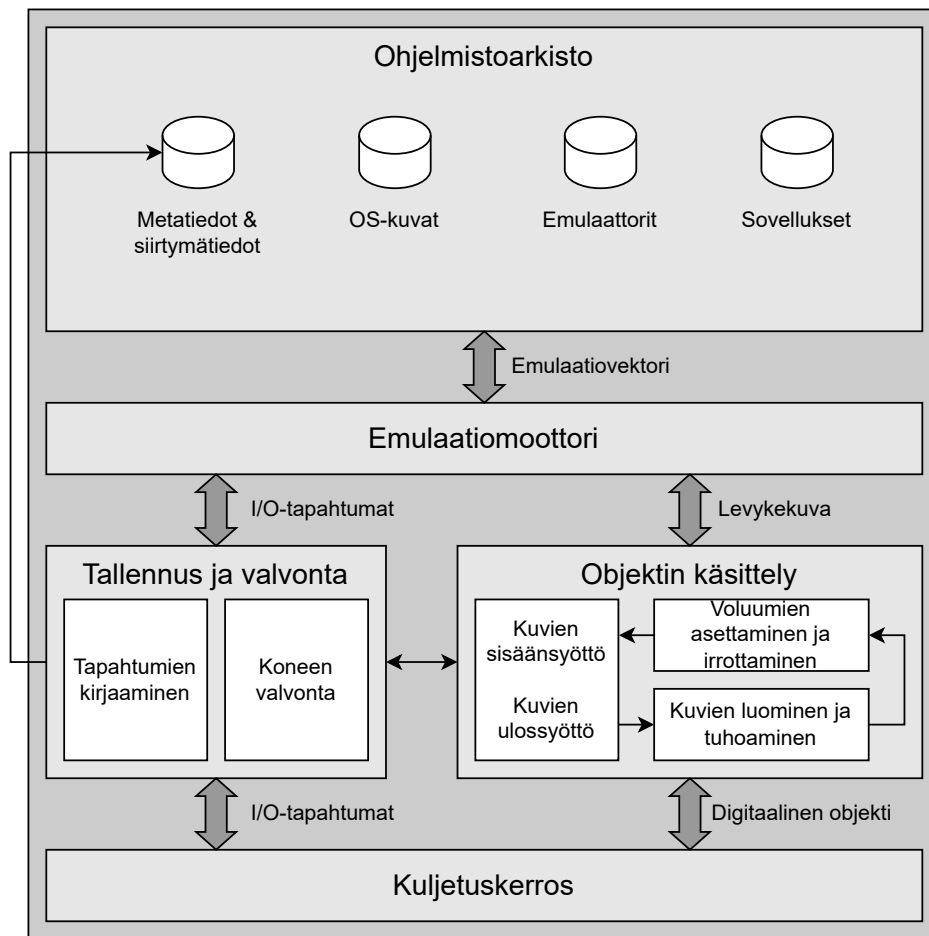 Ohjelmistoarkisto
Metatiedot &
siirtymätiedot
OS-kuvat
Emulaattorit
Sovellukset
Emulaatiovektori
Emulaatiomoottori
I/O-tapahtumat
Levykekuva
Tallennus ja valvonta
Tapahtumien
kirjaaminen
Koneen
valvonta
Objektin käsittely
Kuvien
sisäänsyöttö
Kuvien
ulossyöttö
Voluumien
asettaminen ja
irrottaminen
Kuvien luominen ja
tuhoaminen
I/O-tapahtumat
Digitaalinen objekti
Kuljetuskerros